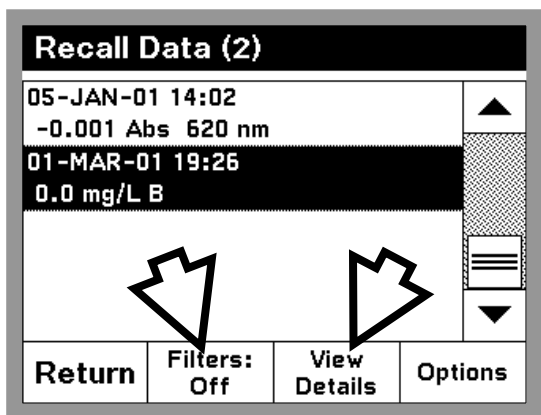 Recall Data (2)
05-JAN-01 14:02
-0.001 Abs 620 nm
01-MAR-01 19:26
0.0 mg/L B
Return
Filters:
Off
View
Details
Options